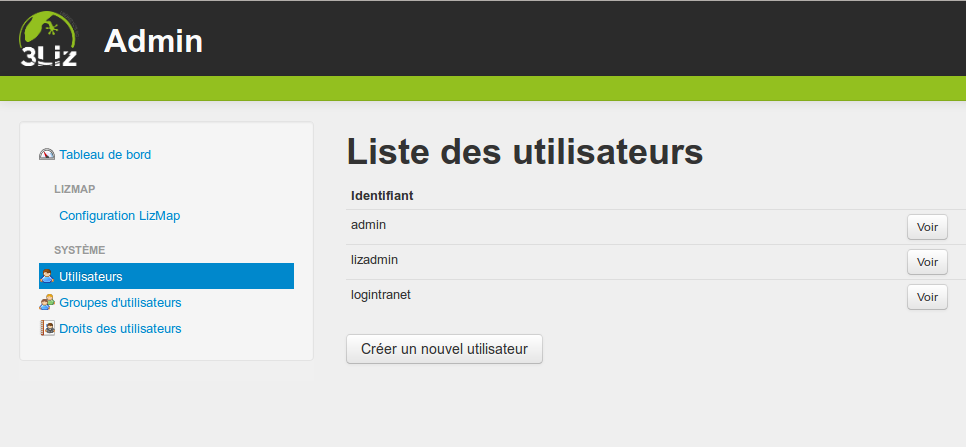 3Liz
Admin
Tableau de bord
LIZMAP
Configuration LizMap
SYSTÈME
Utilisateurs
Groupes d'utilisateurs
Droits des utilisateurs
Liste des utilisateurs
Identifiant
admin Voir
lizadmin Voir
logintranet Voir
Créer un nouvel utilisateur